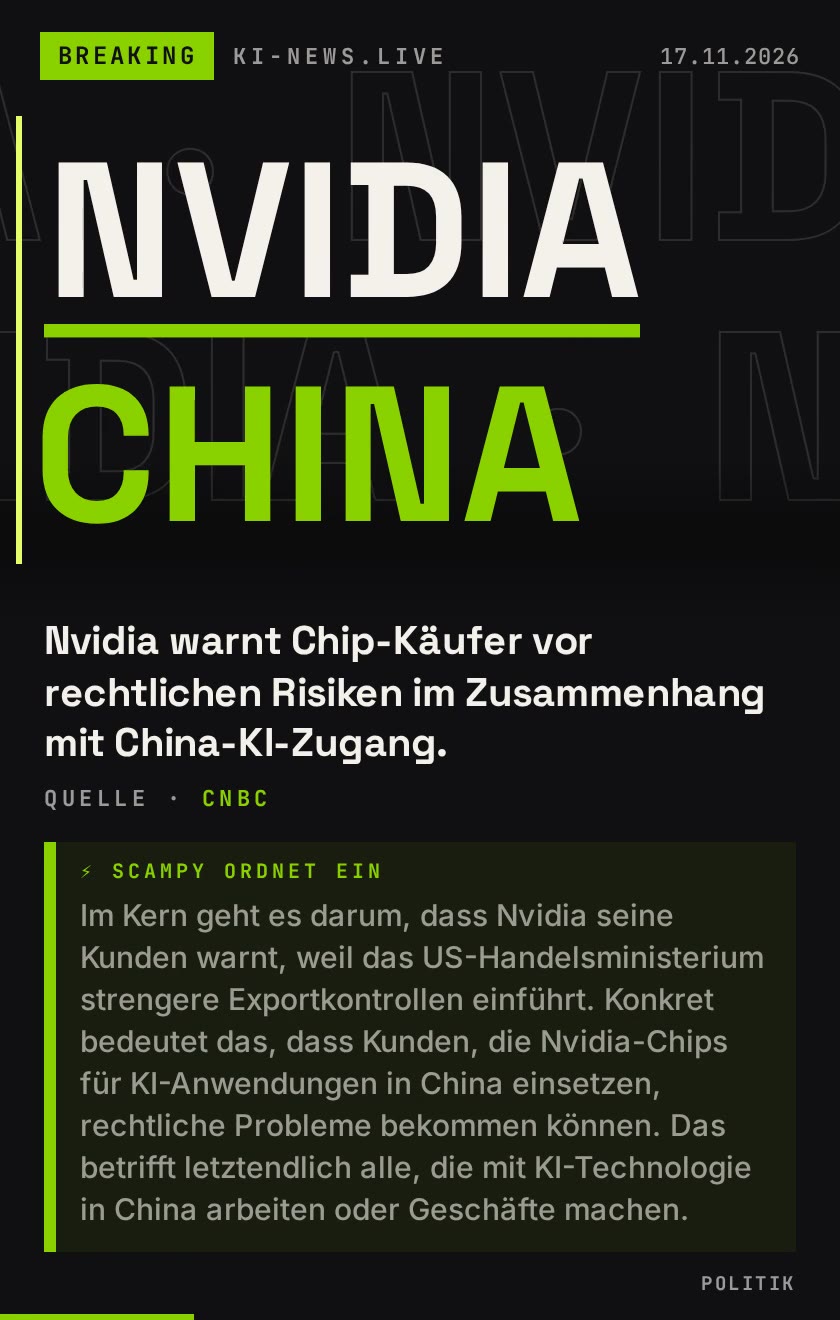 BREAKING KI-NEWS.LIVE 17.11.2026
NVIDIA
CHINA
Nvidia warnt Chip-Käufer vor
rechtlichen Risiken im Zusammenhang
mit China-KI-Zugang.
QUELLE · CNBC
⚡ SCAMPY ORDNET EIN
Im Kern geht es darum, dass Nvidia seine
Kunden warnt, weil das US-Handelsministerium
strengere Exportkontrollen einführt. Konkret
bedeutet das, dass Kunden, die Nvidia-Chips
für KI-Anwendungen in China einsetzen,
rechtliche Probleme bekommen können. Das
betrifft letztendlich alle, die mit KI-Technologie
in China arbeiten oder Geschäfte machen.
POLITIK